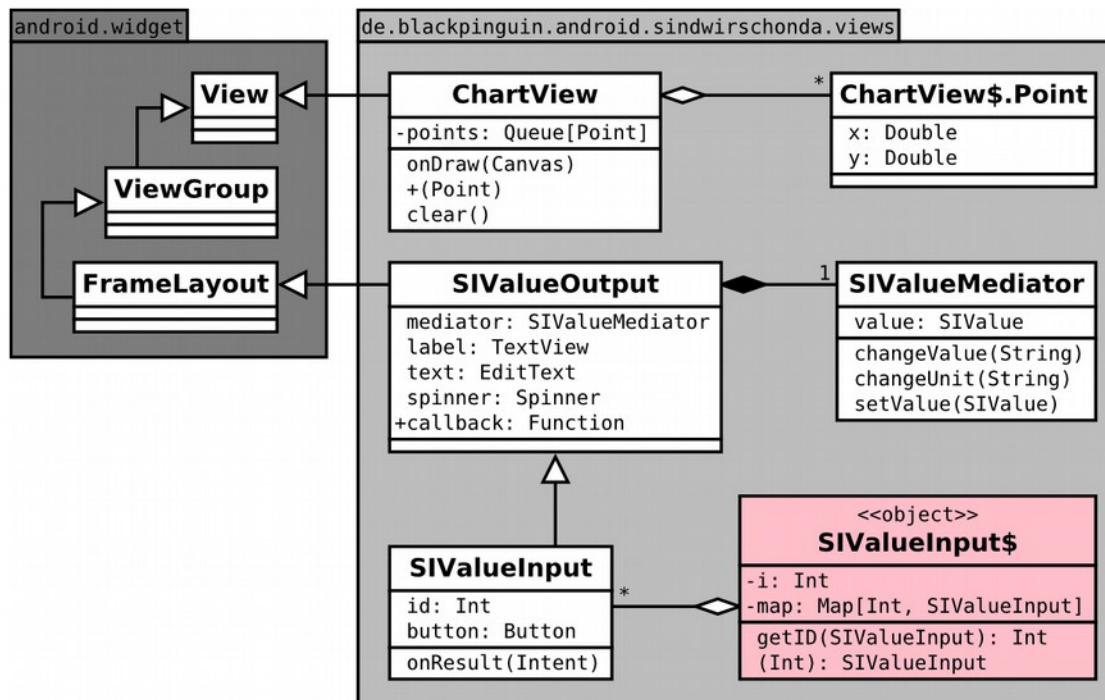 android.widget
View
ViewGroup
FrameLayout
de.blackpinguin.android.sindwirschonda.views
ChartView
-points: Queue[Point]
onDraw(Canvas)
+(Point)
clear()
*
ChartView$.Point
x: Double
y: Double
SIValueOutput
mediator: SIValueMediator
label: TextView
text: EditText
spinner: Spinner
+callback: Function
1
SIValueMediator
value: SIValue
changeValue(String)
changeUnit(String)
setValue(SIValue)
SIValueInput
id: Int
button: Button
onResult(Intent)
*
<<object>>
SIValueInput$
-i: Int
-map: Map[Int, SIValueInput]
getID(SIValueInput): Int
(Int): SIValueInput